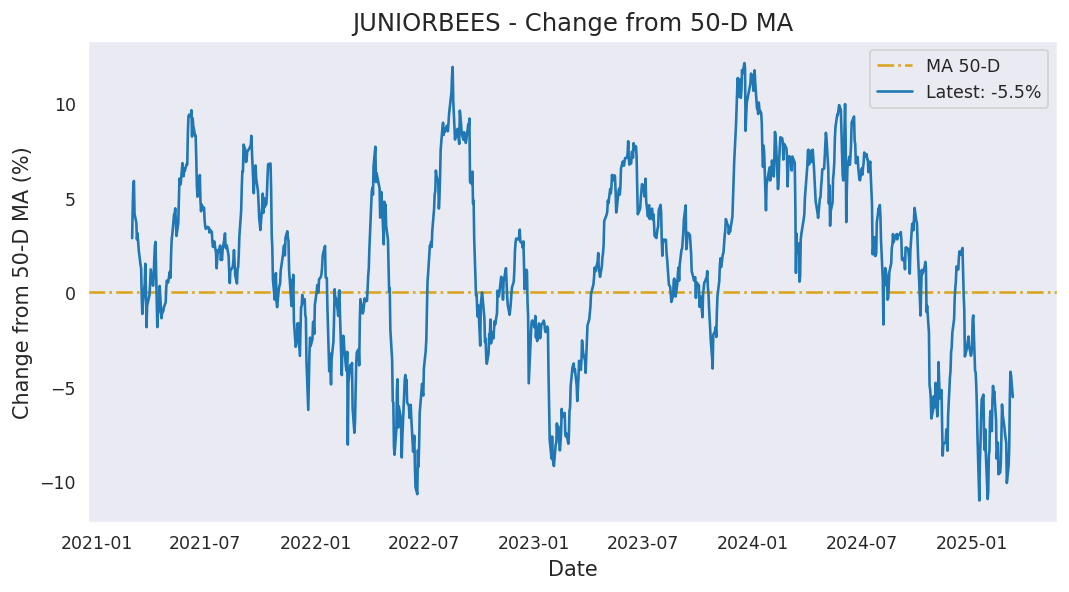 JUNIORBEES - Change from 50-D MA
MA 50-D
Latest: -5.5%
Change from 50-D MA (%)
10
5
0
−5
−10
2021-01 2021-07 2022-01 2022-07 2023-01 2023-07 2024-01 2024-07 2025-01
Date